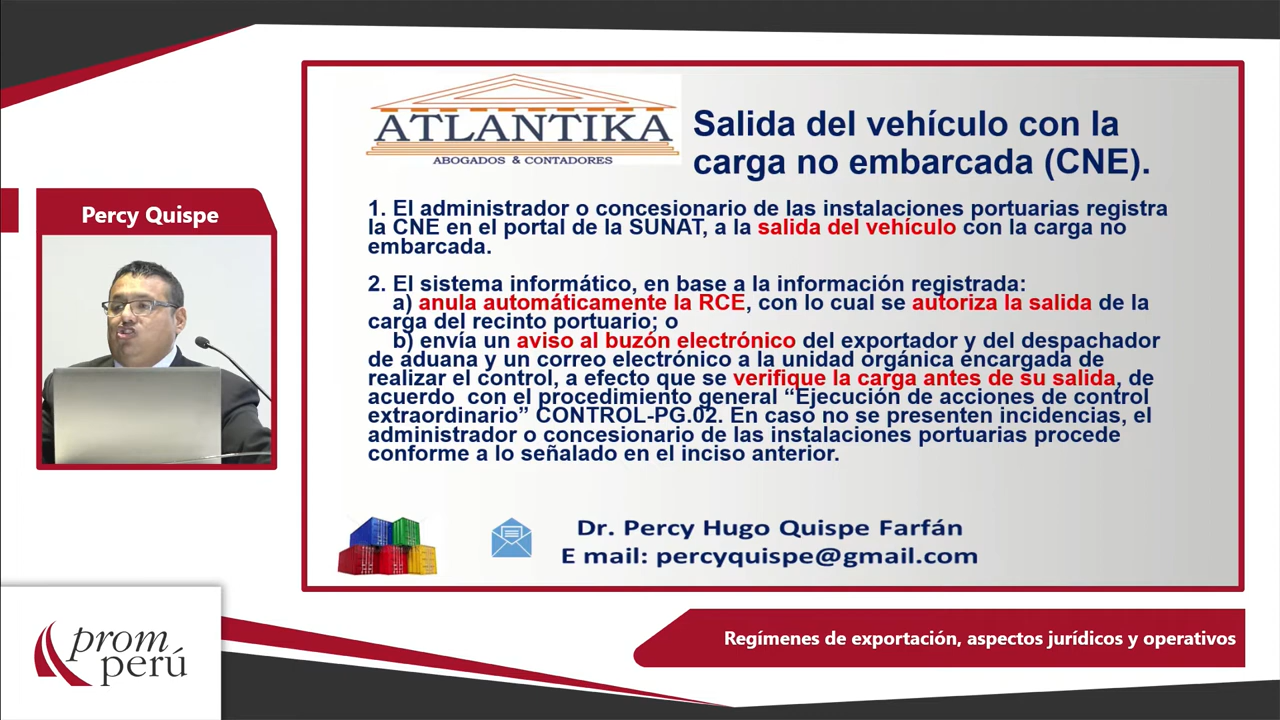 ATLANTIKA
ABOGADOS & CONTADORES
Salida del vehículo con la
carga no embarcada (CNE).
Percy Quispe
1. El administrador o concesionario de las instalaciones portuarias registra
la CNE en el portal de la SUNAT, a la salida del vehículo con la carga no
embarcada.
2. El sistema informático, en base a la información registrada:
a) anula automáticamente la RCE, con lo cual se autoriza la salida de la
carga del recinto portuario; o
b) envía un aviso al buzón electrónico del exportador y del despachador
de aduana y un correo electrónico a la unidad orgánica encargada de
realizar el control, a efecto que se verifique la carga antes de su salida, de
acuerdo con el procedimiento general “Ejecución de acciones de control
extraordinario” CONTROL-PG.02. En caso no se presenten incidencias, el
administrador o concesionario de las instalaciones portuarias procede
conforme a lo señalado en el inciso anterior.
Dr. Percy Hugo Quispe Farfán
E mail: percyquispe@gmail.com
Regímenes de exportación, aspectos jurídicos y operativos
prom
perú